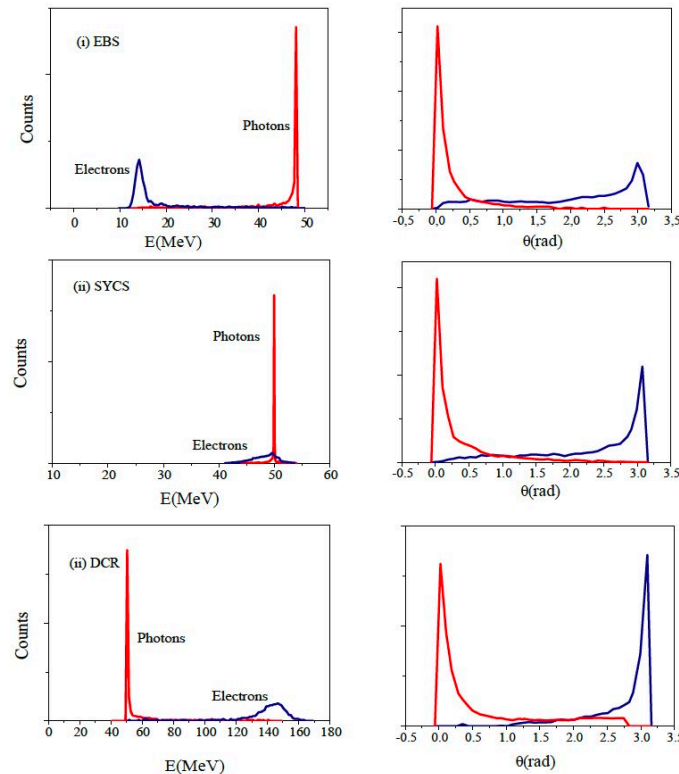 (i) EBS
Photons
Electrons
Counts
0 10 20 30 40 50
E(MeV)
-0,5 0,0 0,5 1,0 1,5 2,0 2,5 3,0 3,5
θ(rad)
(ii) SYCS
Photons
Electrons
Counts
10 20 30 40 50 60
E(MeV)
-0.5 0.0 0.5 1.0 1.5 2.0 2.5 3.0 3.5
θ(rad)
(ii) DCR
Photons
Electrons
Counts
0 20 40 60 80 100 120 140 160 180
E(MeV)
-0.5 0.0 0.5 1.0 1.5 2.0 2.5 3.0 3.5
θ(rad)